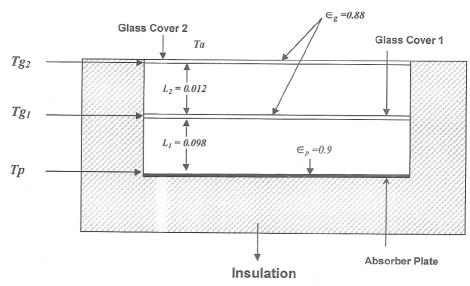 ∈g =0.88
Glass Cover 2
Ta
Glass Cover 1
Tg2
L2 = 0.012
Tg1
L1 = 0.098
∈p =0.9
Tp
Absorber Plate
Insulation